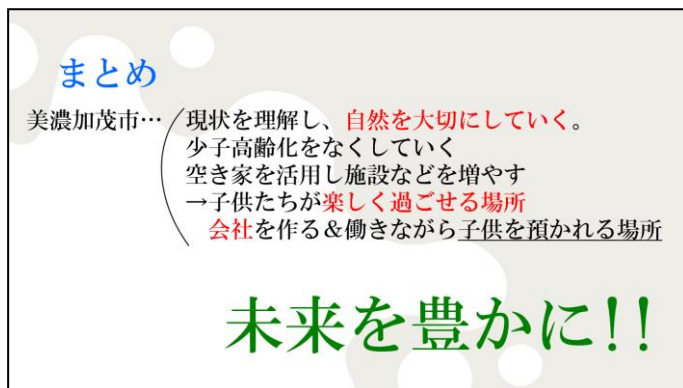 まとめ
美濃加茂市…現状を理解し、自然を大切にしていく。
少子高齢化をなくしていく
空き家を活用し施設などを増やす
→子供たちが楽しく過ごせる場所
会社を作る&働きながら子供を預かれる場所
未来を豊かに!!